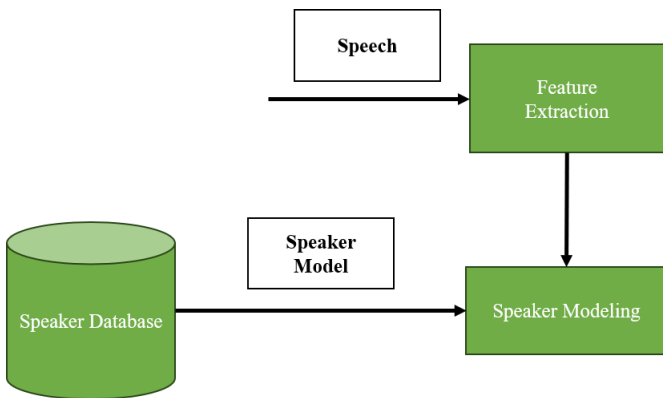 Speech
Feature
Extraction
Speaker
Model
Speaker Database
Speaker Modeling